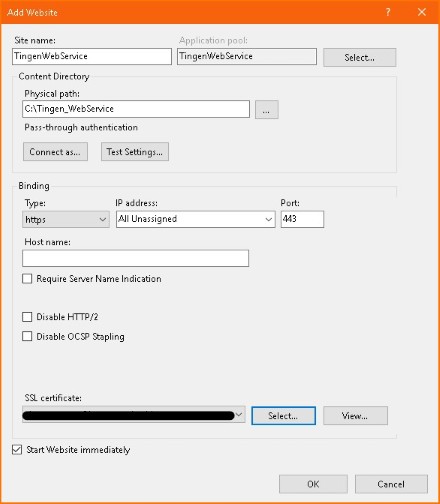 Add Website
? ×
Site name: Application pool:
TingenWebService TingenWebService Select...
Content Directory
Physical path:
C:\Tingen_WebService ...
Pass-through authentication
Connect as... Test Settings...
Binding
Type: IP address: Port:
https All Unassigned 443
Host name:
Require Server Name Indication
Disable HTTP/2
Disable OCSP Stapling
SSL certificate:
Select... View...
Start Website immediately
OK Cancel